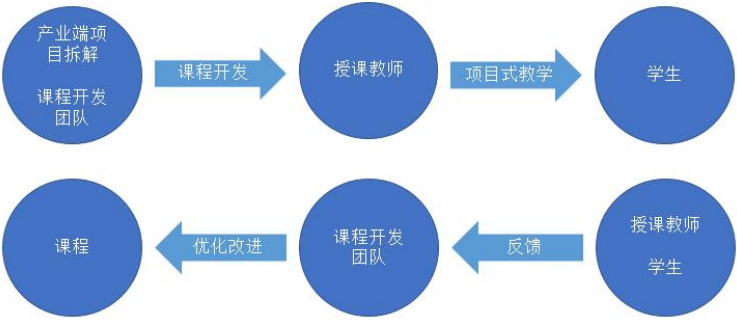 产业端项
目拆解
课程开发
团队
课程开发
授课教师
项目式教学
学生
课程
优化改进
课程开发
团队
反馈
授课教师
学生